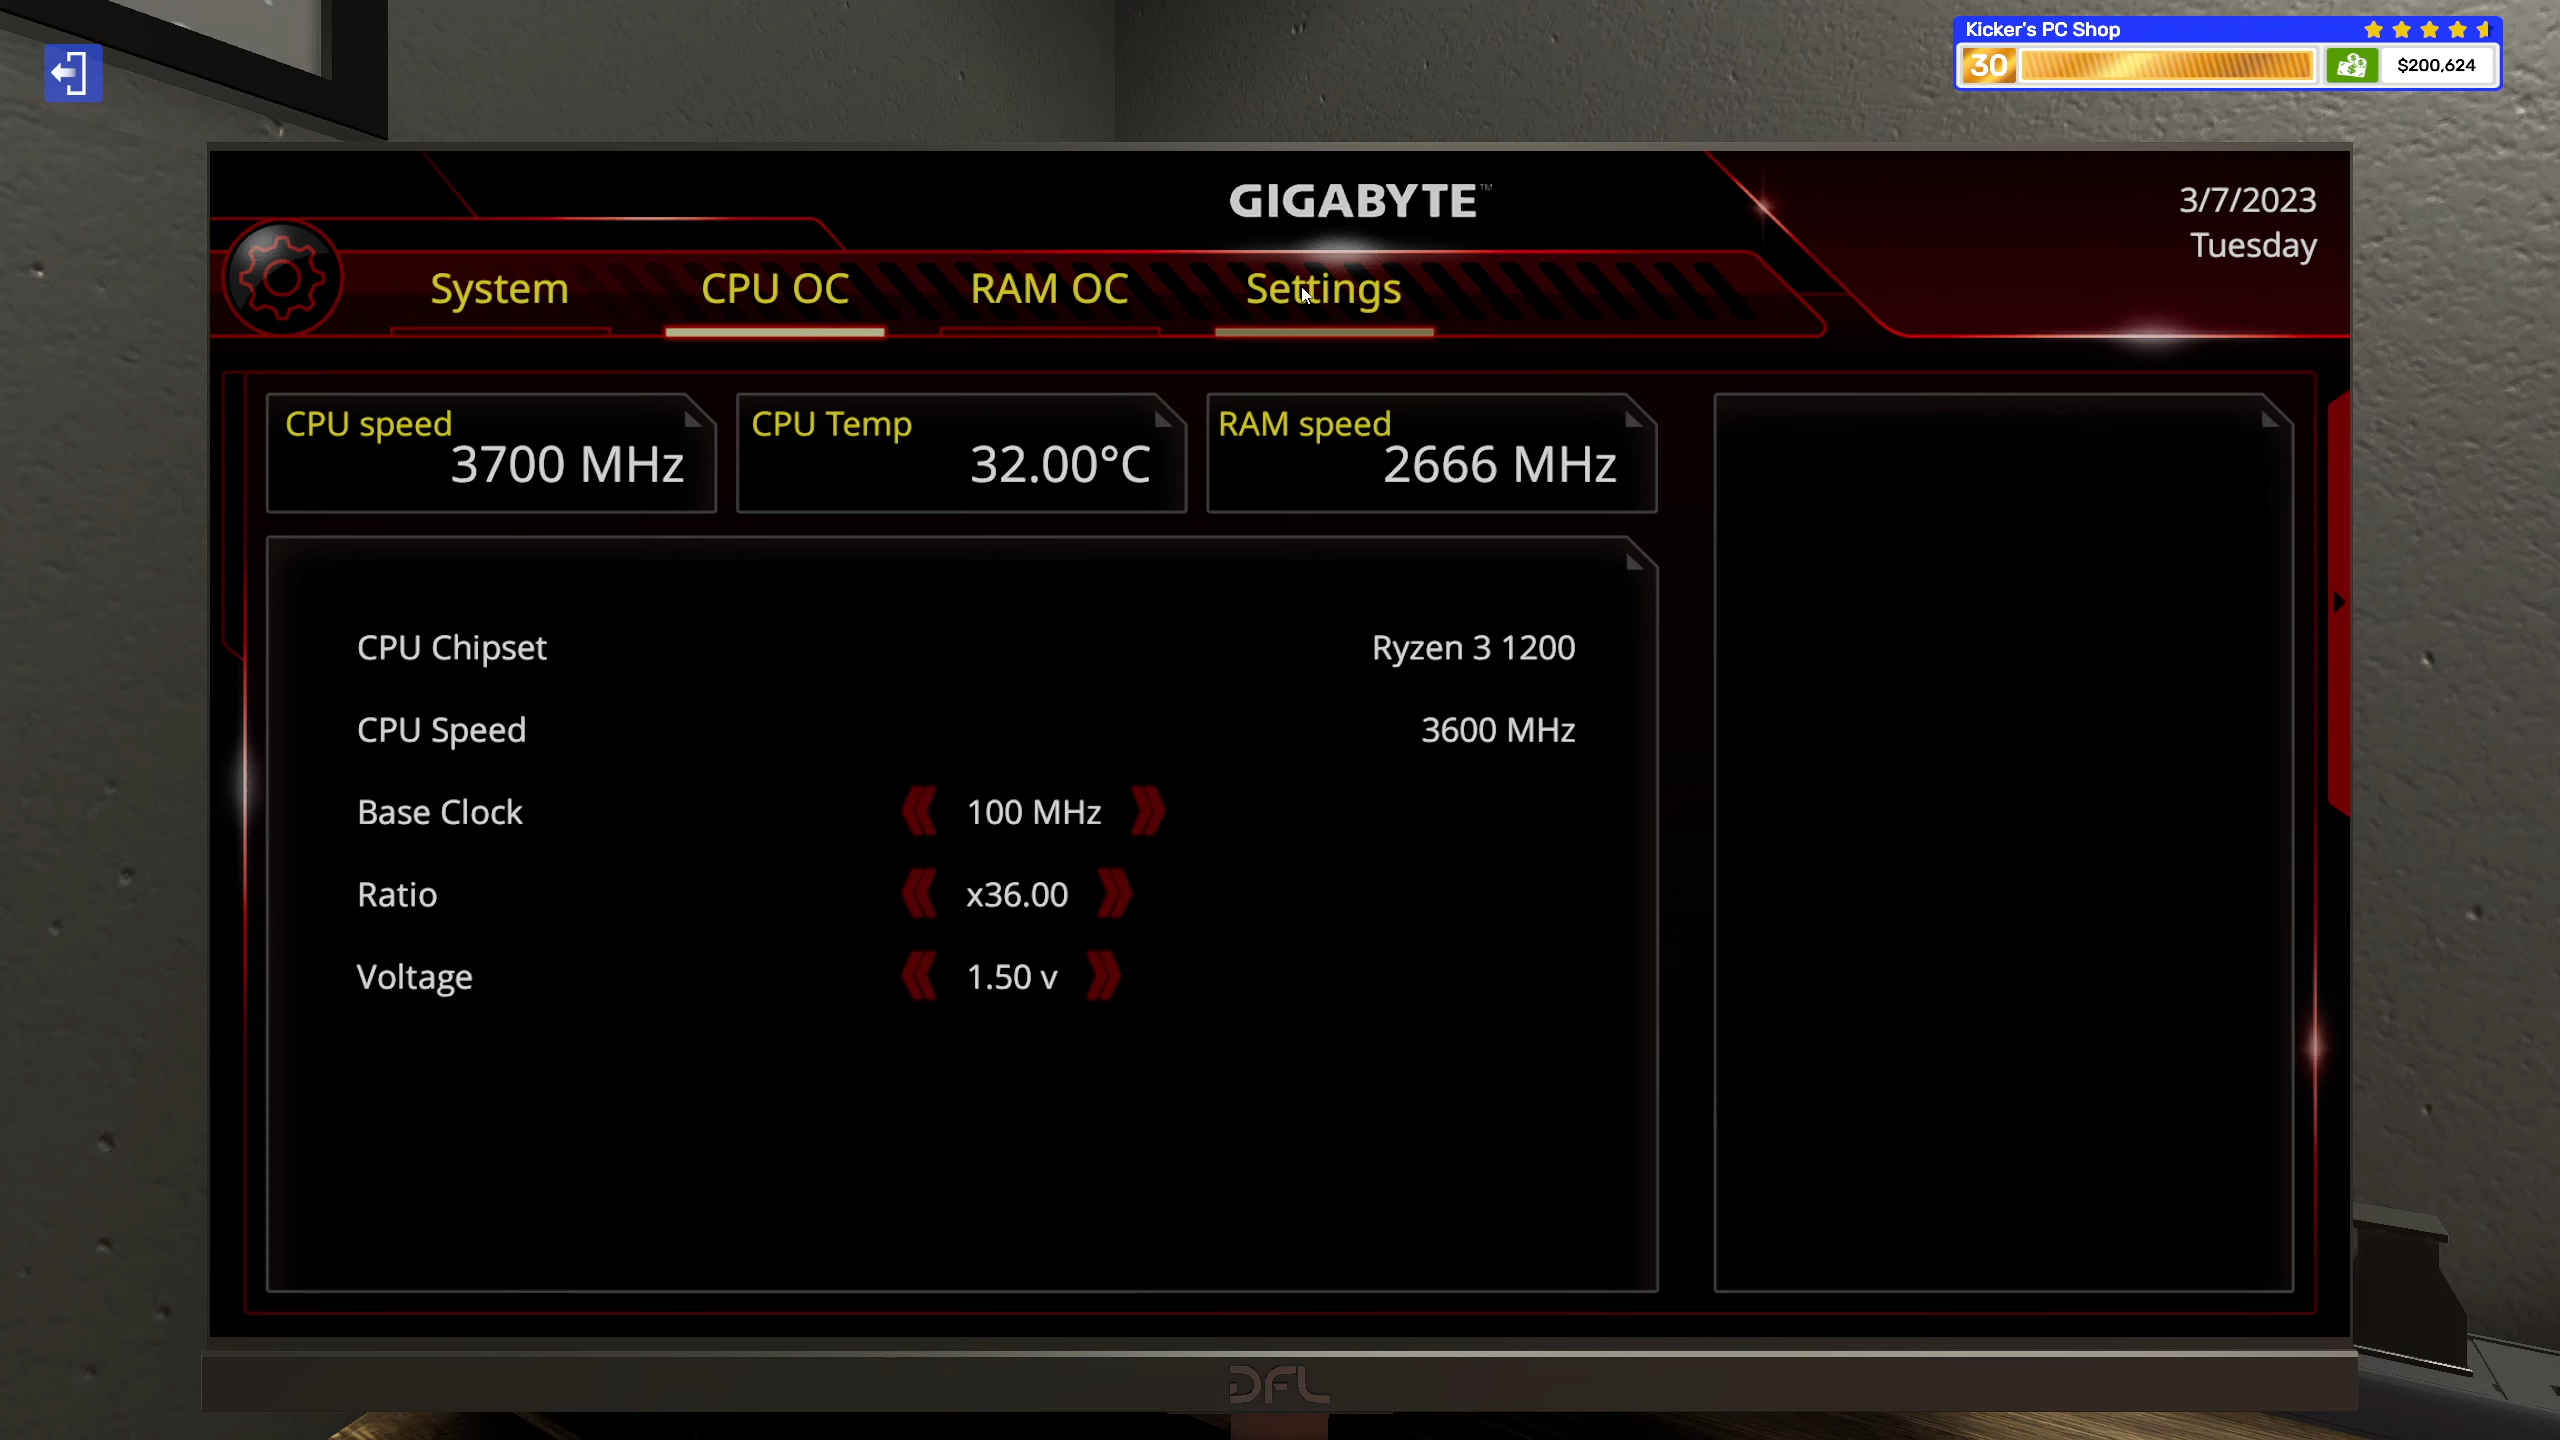 Kicker's PC Shop
30
$200,624
GIGABYTE™
3/7/2023
Tuesday
System
CPU OC
RAM OC
Settings
CPU speed
3700 MHz
CPU Temp
32.00°C
RAM speed
2666 MHz
CPU Chipset
Ryzen 3 1200
CPU Speed
3600 MHz
Base Clock
100 MHz
Ratio
x36.00
Voltage
1.50 v
DFL